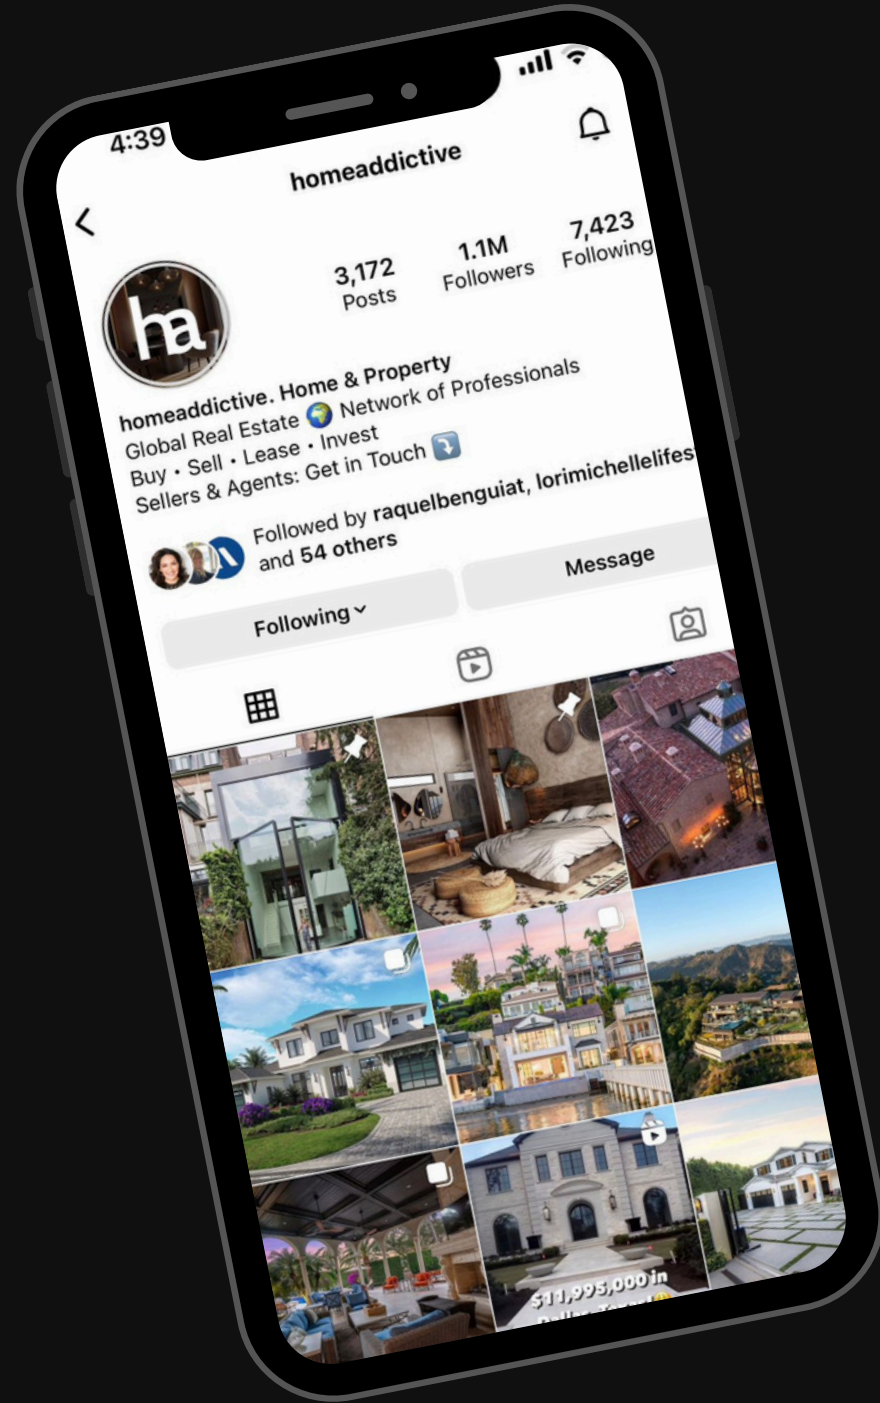 4:39
homeaddictive
3,172
Posts
1.1M
Followers
7,423
Following
ha
homeaddictive. Home & Property
Global Real Estate 🌍 Network of Professionals
Buy • Sell • Lease • Invest
Sellers & Agents: Get in Touch ⤵️
Followed by raquelbenguiat, lorimichellelifes
and 54 others
Following
Message
$11,995,000 in
Dallas, Texas!